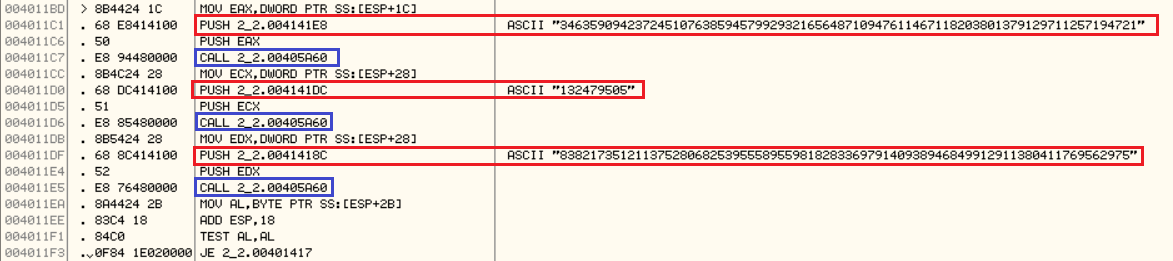 004011BD > 8B4424 1C MOV EAX,DWORD PTR SS:[ESP+1C]
004011C1 . 68 E8414100 PUSH 2_2.004141E8 ASCII "34635909423724510763859457992932165648710947611467118203801379129711257194721"
004011C6 . 50 PUSH EAX
004011C7 . E8 94480000 CALL 2_2.00405A60
004011CC . 8B4C24 28 MOV ECX,DWORD PTR SS:[ESP+28]
004011D0 . 68 DC414100 PUSH 2_2.004141DC ASCII "132479505"
004011D5 . 51 PUSH ECX
004011D6 . E8 85480000 CALL 2_2.00405A60
004011DB . 8B5424 28 MOV EDX,DWORD PTR SS:[ESP+28]
004011DF . 68 8C414100 PUSH 2_2.0041418C ASCII "8382173512113752806825395558955981828336979140938946849912911380411769562975"
004011E4 . 52 PUSH EDX
004011E5 . E8 76480000 CALL 2_2.00405A60
004011EA . 8A4424 2B MOV AL,BYTE PTR SS:[ESP+2B]
004011EE . 83C4 18 ADD ESP,18
004011F1 . 84C0 TEST AL,AL
004011F3 .⌄0F84 1E020000 JE 2_2.00401417